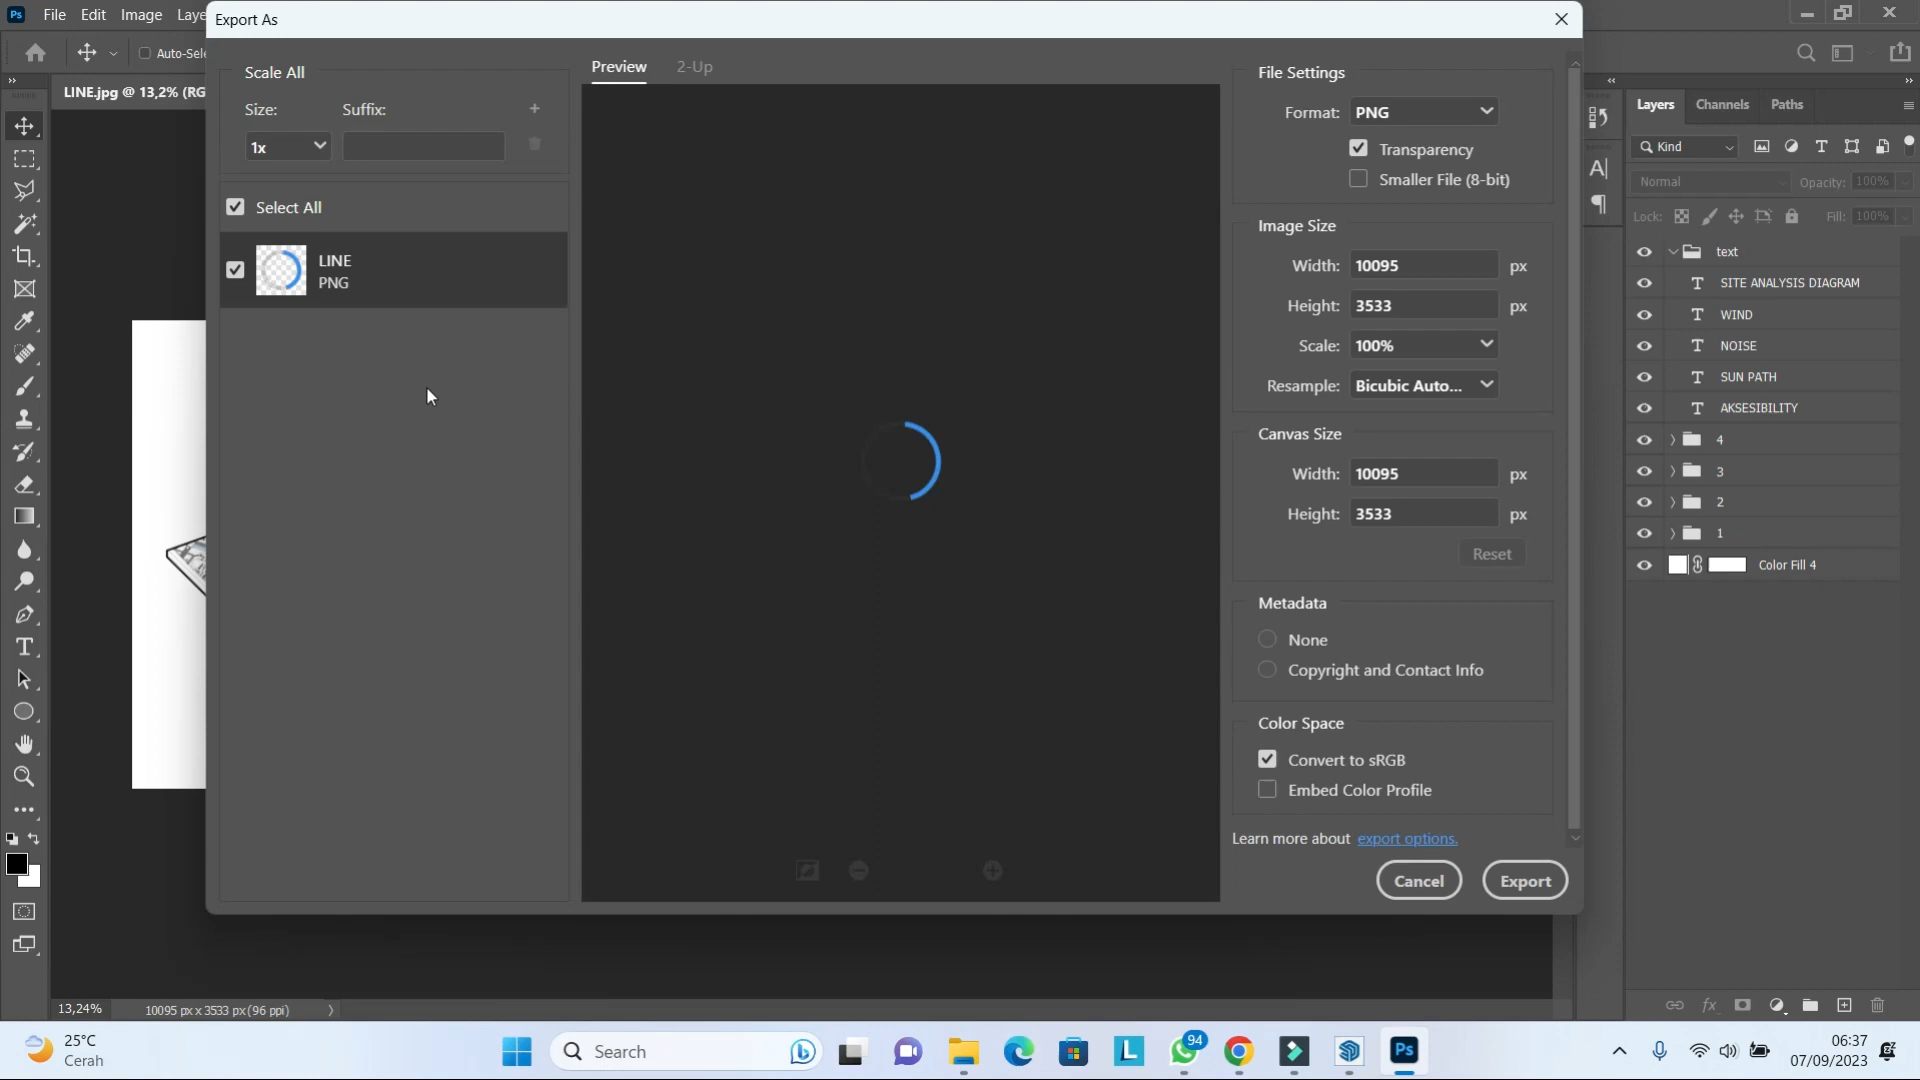 Ps File Edit Image Laye
Export As
Auto-Sele
LINE.jpg @ 13,2% (RG
Scale All
Size: Suffix:
1x
Select All
LINE
PNG
Preview 2-Up
File Settings
Format: PNG
Transparency
Smaller File (8-bit)
Image Size
Width: 10095 px
Height: 3533 px
Scale: 100%
Resample: Bicubic Auto...
Canvas Size
Width: 10095 px
Height: 3533 px
Reset
Metadata
None
Copyright and Contact Info
Color Space
Convert to sRGB
Embed Color Profile
Learn more about export options.
Cancel Export
Layers Channels Paths
Kind
Normal Opacity: 100%
Lock: Fill: 100%
text
SITE ANALYSIS DIAGRAM
WIND
NOISE
SUN PATH
AKSESIBILITY
4
3
2
1
Color Fill 4
13,24% 10095 px x 3533 px (96 ppi)
25°C
Cerah
Search
94
Ps
06:37
07/09/2023